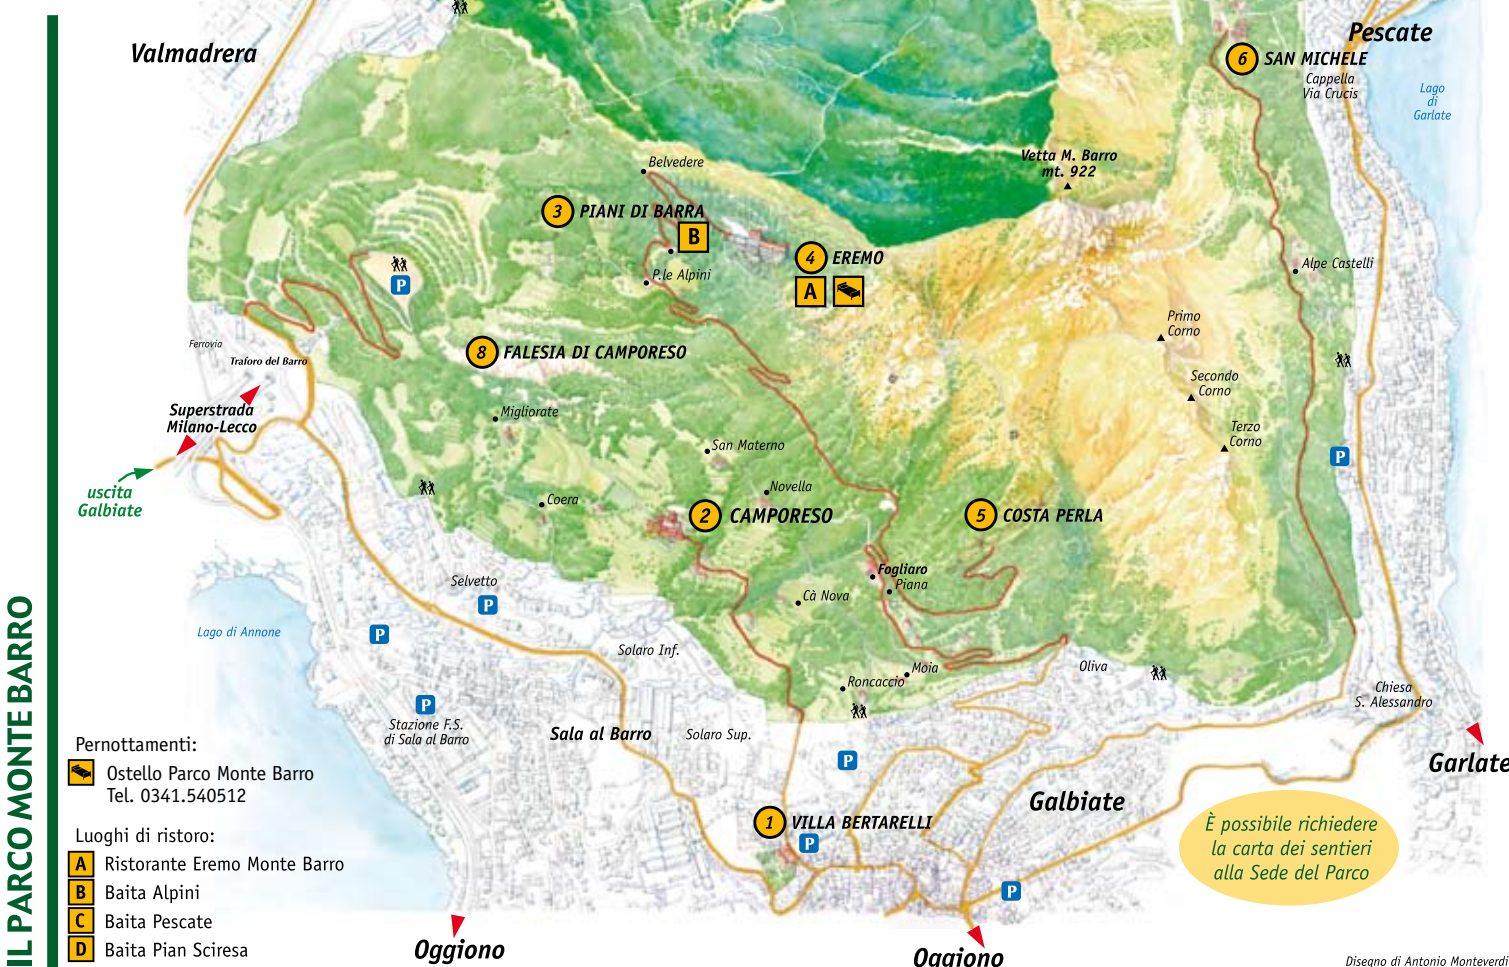 IL PARCO MONTE BARRO
Valmadrera
Pescate
6 SAN MICHELE
Cappella
Via Crucis
Lago
di
Garlate
Vetta M. Barro
mt. 922
Belvedere
3 PIANI DI BARRA
B
4 EREMO
A
P.le Alpini
P
Alpe Castelli
Primo
Corno
Ferrovia
Traforo del Barro
8 FALESIA DI CAMPORESO
Secondo
Corno
Superstrada
Milano-Lecco
Migliorate
Terzo
Corno
San Materno
P
uscita
Galbiate
Coera
Novella
2 CAMPORESO
5 COSTA PERLA
Fogliaro
Piana
Selvetto
P
Cà Nova
Lago di Annone
P
Solaro Inf.
Oliva
Moia
Roncaccio
Chiesa
S. Alessandro
P
Stazione F.S.
di Sala al Barro
Sala al Barro
Solaro Sup.
P
Garlate
Galbiate
1 VILLA BERTARELLI
P
P
È possibile richiedere
la carta dei sentieri
alla Sede del Parco
Pernottamenti:
Ostello Parco Monte Barro
Tel. 0341.540512
Luoghi di ristoro:
A Ristorante Eremo Monte Barro
B Baita Alpini
C Baita Pescate
D Baita Pian Sciresa
Oggiono
Oggiono
Disegno di Antonio Monteverdi